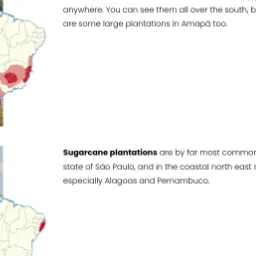 anywhere. You can see them all over the south, b
are some large plantations in Amapá too.
Sugarcane plantations are by far most common
state of São Paulo, and in the coastal north east
especially Alagoas and Pernambuco.